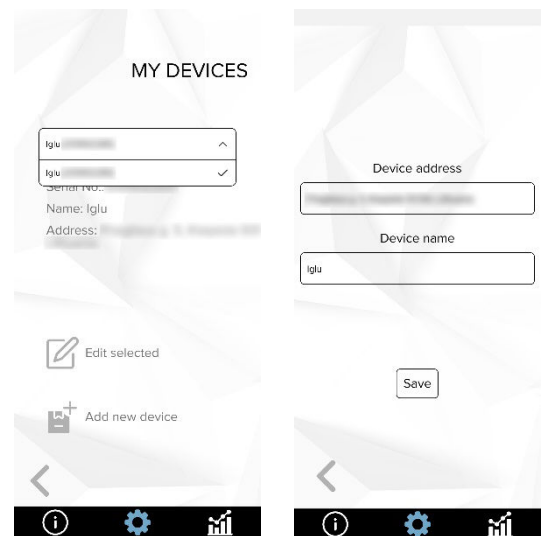 MY DEVICES
Iglu
Iglu
Serial No.:
Name: Iglu
Address:
Edit selected
Add new device
Device address
Device name
Iglu
Save